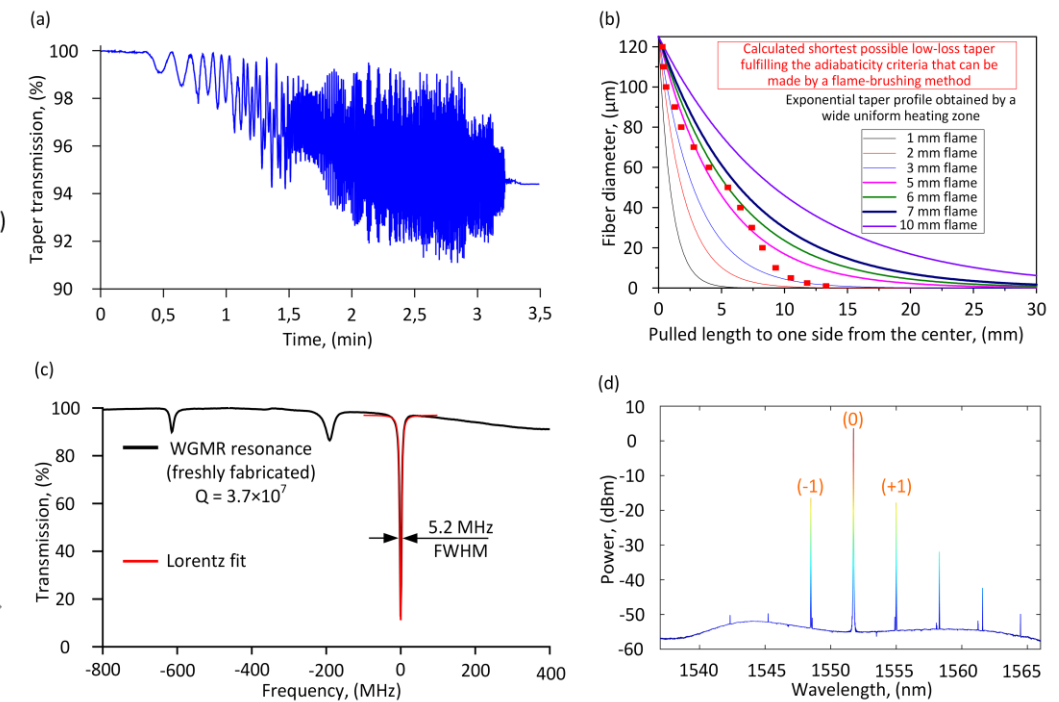 (a)
100
98
96
94
92
90
Taper transmission, (%)
0
0,5
1
1,5
2
2,5
3
3,5
Time, (min)
(b)
120
100
80
60
40
20
0
Fiber diameter, (µm)
Calculated shortest possible low-loss taper
fulfilling the adiabaticity criteria that can be
made by a flame-brushing method
Exponential taper profile obtained by a
wide uniform heating zone
1 mm flame
2 mm flame
3 mm flame
5 mm flame
6 mm flame
7 mm flame
10 mm flame
0
5
10
15
20
25
30
Pulled length to one side from the center, (mm)
)
(c)
100
80
60
40
20
0
Transmission, (%)
WGMR resonance
(freshly fabricated)
Q = 3.7×10⁷
Lorentz fit
5.2 MHz
FWHM
-800
-600
-400
-200
0
200
400
Frequency, (MHz)
(d)
10
0
-10
-20
-30
-40
-50
-60
Power, (dBm)
(-1)
(0)
(+1)
1540
1545
1550
1555
1560
1565
Wavelength, (nm)